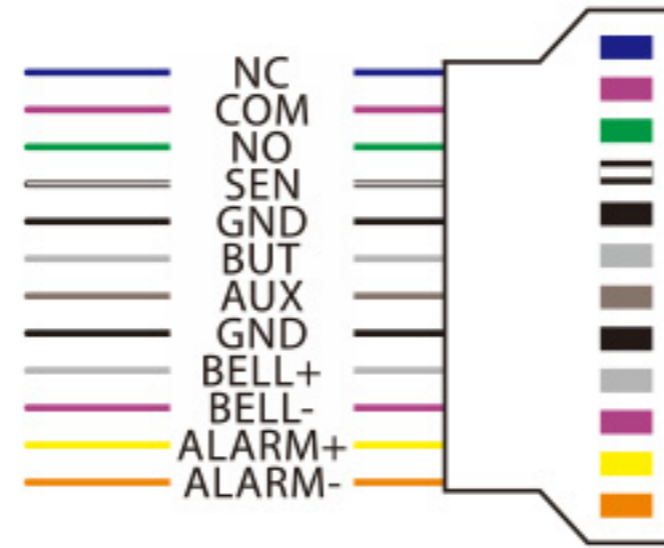 NC
COM
NO
SEN
GND
BUT
AUX
GND
BELL+
BELL-
ALARM+
ALARM-